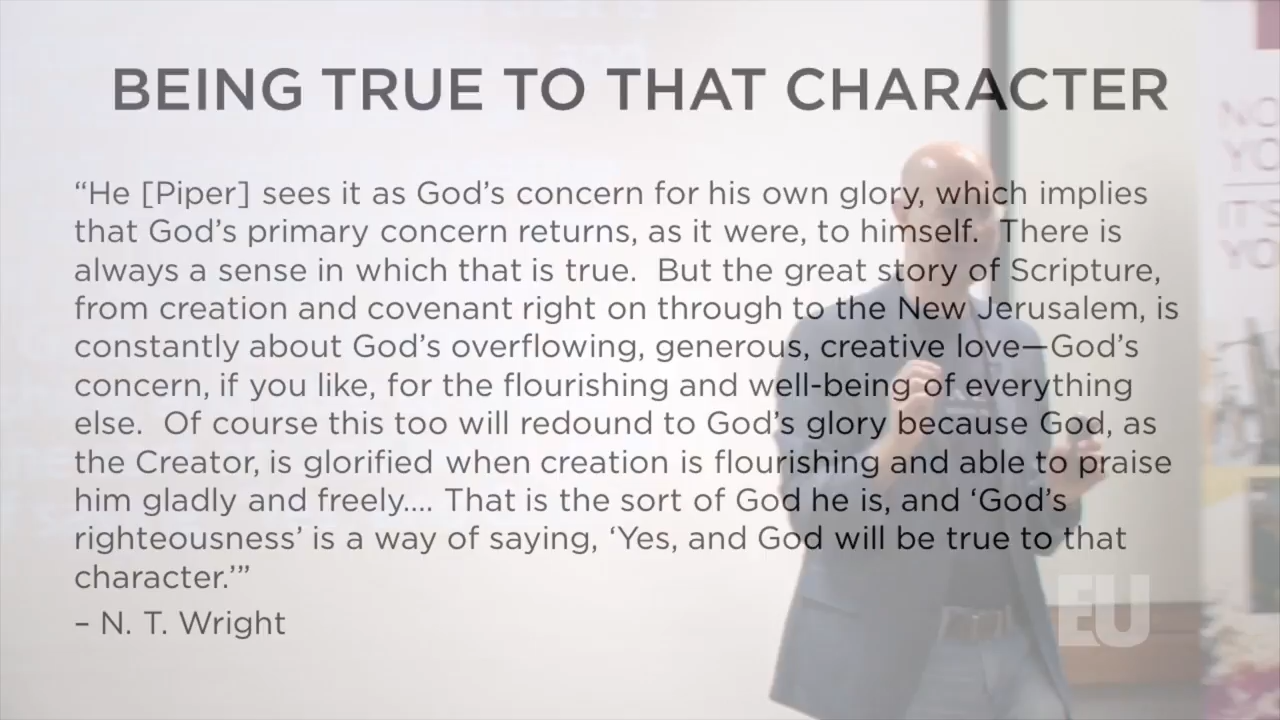 BEING TRUE TO THAT CHARACTER
“He [Piper] sees it as God’s concern for his own glory, which implies
that God’s primary concern returns, as it were, to himself.  There is
always a sense in which that is true.  But the great story of Scripture,
from creation and covenant right on through to the New Jerusalem, is
constantly about God’s overflowing, generous, creative love—God’s
concern, if you like, for the flourishing and well-being of everything
else.  Of course this too will redound to God’s glory because God, as
the Creator, is glorified when creation is flourishing and able to praise
him gladly and freely.... That is the sort of God he is, and ‘God’s
righteousness’ is a way of saying, ‘Yes, and God will be true to that
character.’”
– N. T. Wright
NO
YO
IT'S
YO
EU